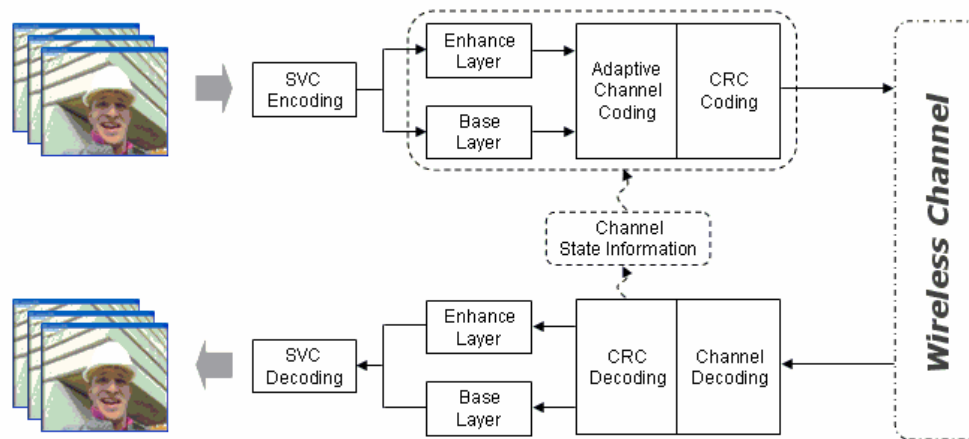 SVC
Encoding
Enhance
Layer
Base
Layer
Adaptive
Channel
Coding
CRC
Coding
Wireless Channel
Channel
State Information
SVC
Decoding
Enhance
Layer
Base
Layer
CRC
Decoding
Channel
Decoding